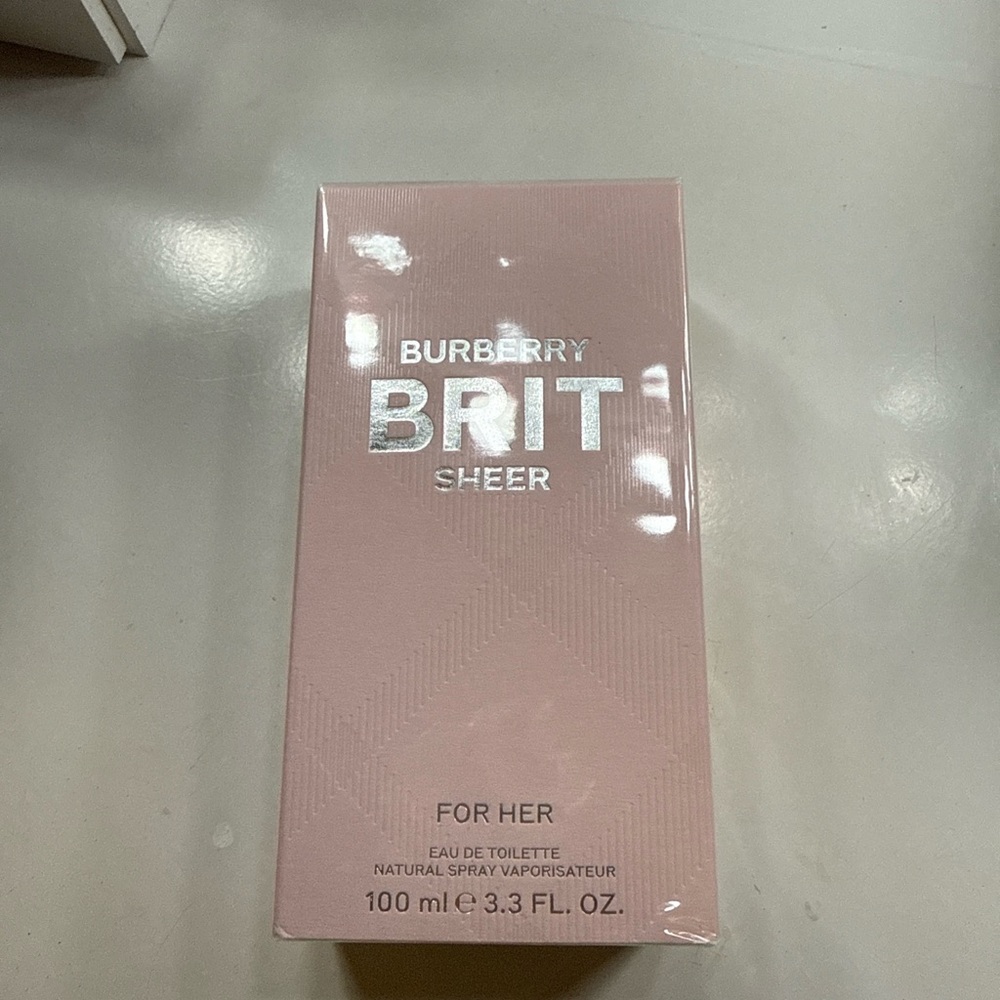 BURBERRY
BRIT
SHEER
FOR HER
EAU DE TOILETTE
NATURAL SPRAY VAPORISATEUR
100 ml ℮ 3.3 FL. OZ.